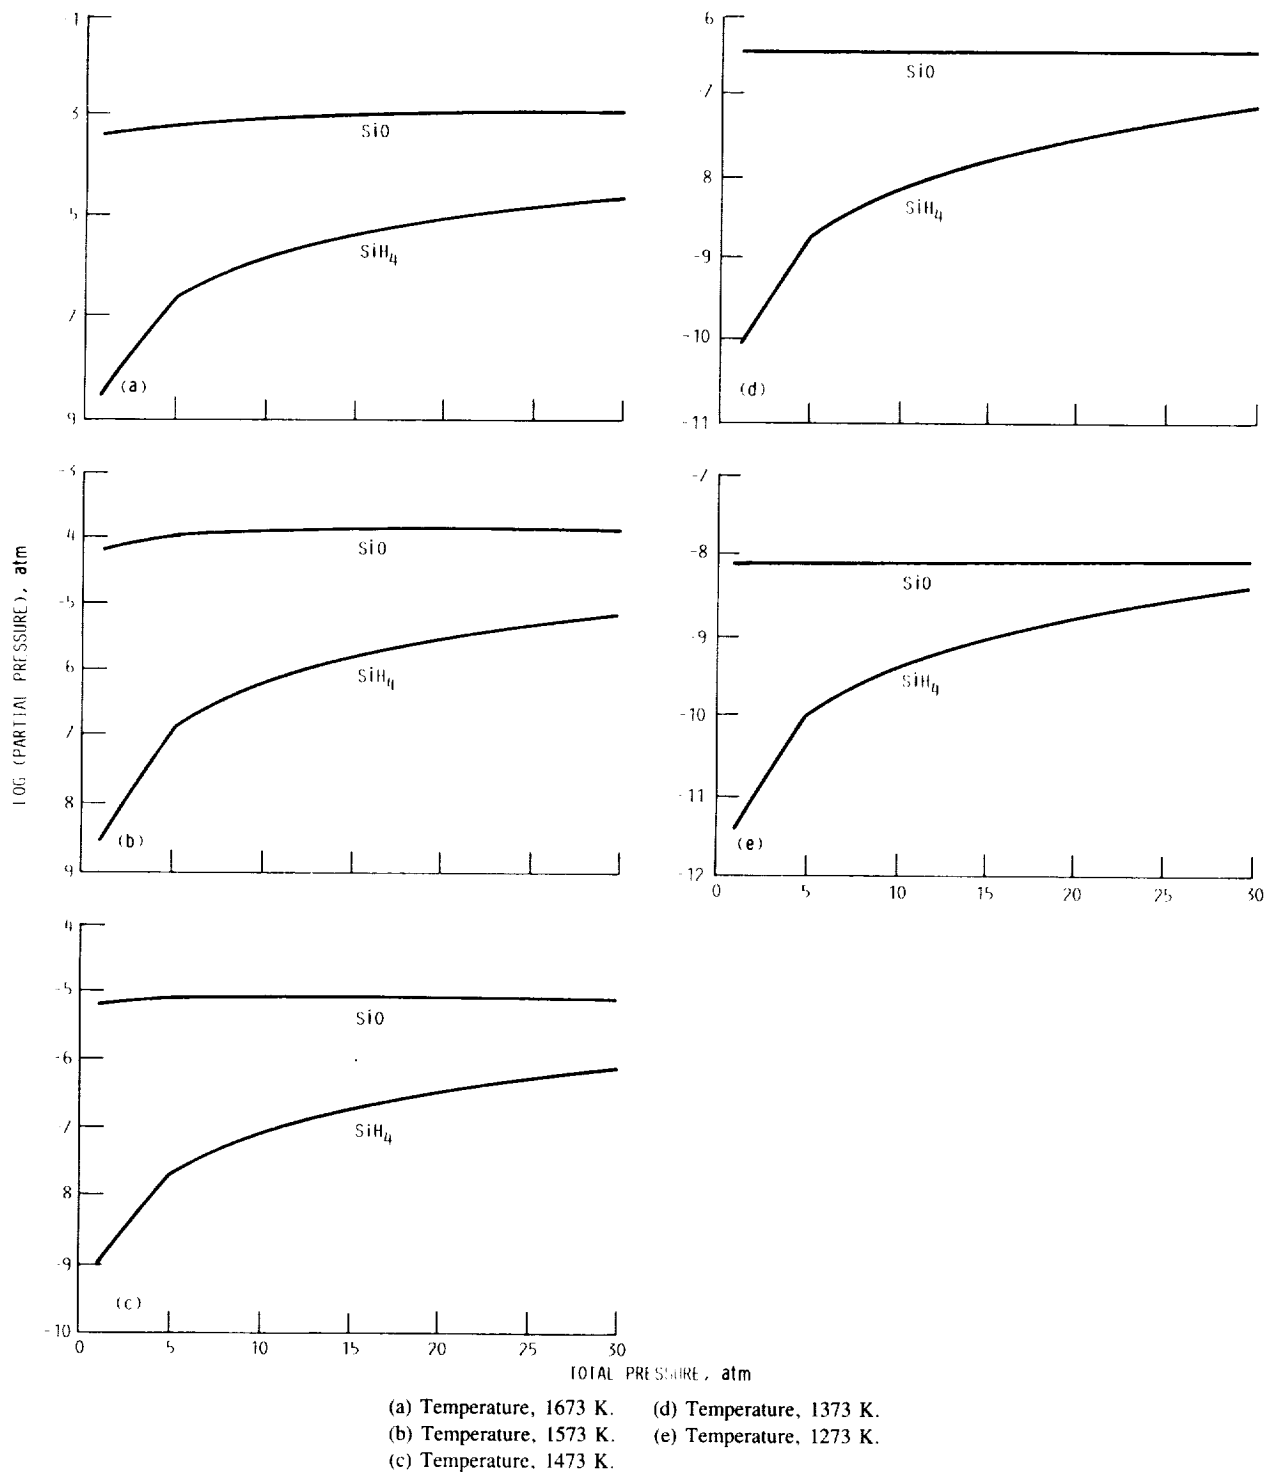 -1
3
5
7
9
SiO
SiH4
(a)
-3
4
-5
6
7
8
9
SiO
SiH4
(b)
4
-5
-6
-7
8
-9
-10
SiO
SiH4
(c)
0 5 10 15 20 25 30
6
-7
8
-9
-10
-11
SiO
SiH4
(d)
-7
-8
-9
-10
-11
-12
SiO
SiH4
(e)
0 5 10 15 20 25 30
LOG (PARTIAL PRESSURE), atm
TOTAL PRESSURE, atm
(a) Temperature, 1673 K. (d) Temperature, 1373 K.
(b) Temperature, 1573 K. (e) Temperature, 1273 K.
(c) Temperature, 1473 K.